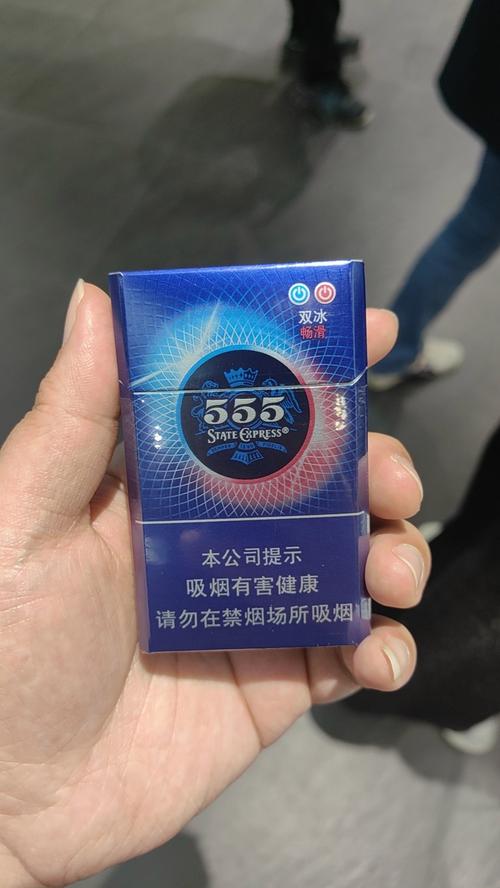 双冰
畅滑
555
STATE EXPRESS®
本公司提示
吸烟有害健康
请勿在禁烟场所吸烟